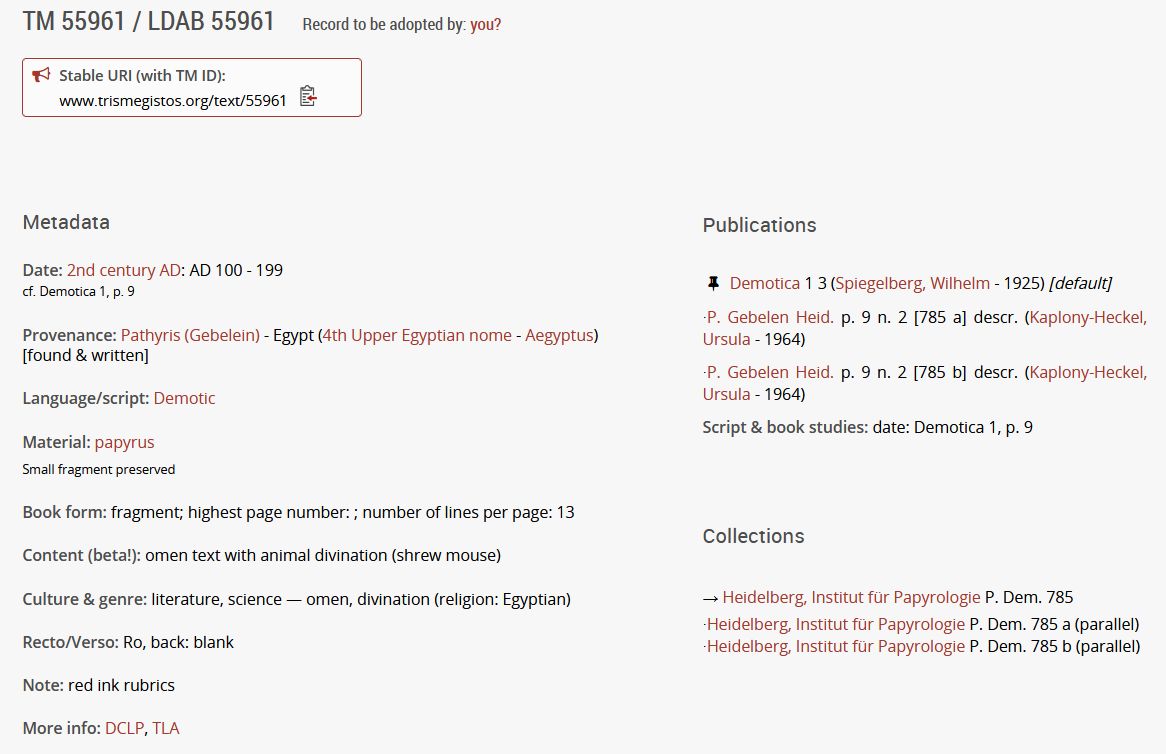 TM 55961 / LDAB 55961 Record to be adopted by: you?
Stable URI (with TM ID):
www.trismegistos.org/text/55961
Metadata
Date: 2nd century AD: AD 100 - 199
cf. Demotica 1, p. 9
Provenance: Pathyris (Gebelein) - Egypt (4th Upper Egyptian nome - Aegyptus)
[found & written]
Language/script: Demotic
Material: papyrus
Small fragment preserved
Book form: fragment; highest page number: ; number of lines per page: 13
Content (beta!): omen text with animal divination (shrew mouse)
Culture & genre: literature, science — omen, divination (religion: Egyptian)
Recto/Verso: Ro, back: blank
Note: red ink rubrics
More info: DCLP, TLA
Publications
Demotica 1 3 (Spiegelberg, Wilhelm - 1925) [default]
·P. Gebelen Heid. p. 9 n. 2 [785 a] descr. (Kaplony-Heckel,
Ursula - 1964)
·P. Gebelen Heid. p. 9 n. 2 [785 b] descr. (Kaplony-Heckel,
Ursula - 1964)
Script & book studies: date: Demotica 1, p. 9
Collections
→ Heidelberg, Institut für Papyrologie P. Dem. 785
·Heidelberg, Institut für Papyrologie P. Dem. 785 a (parallel)
·Heidelberg, Institut für Papyrologie P. Dem. 785 b (parallel)